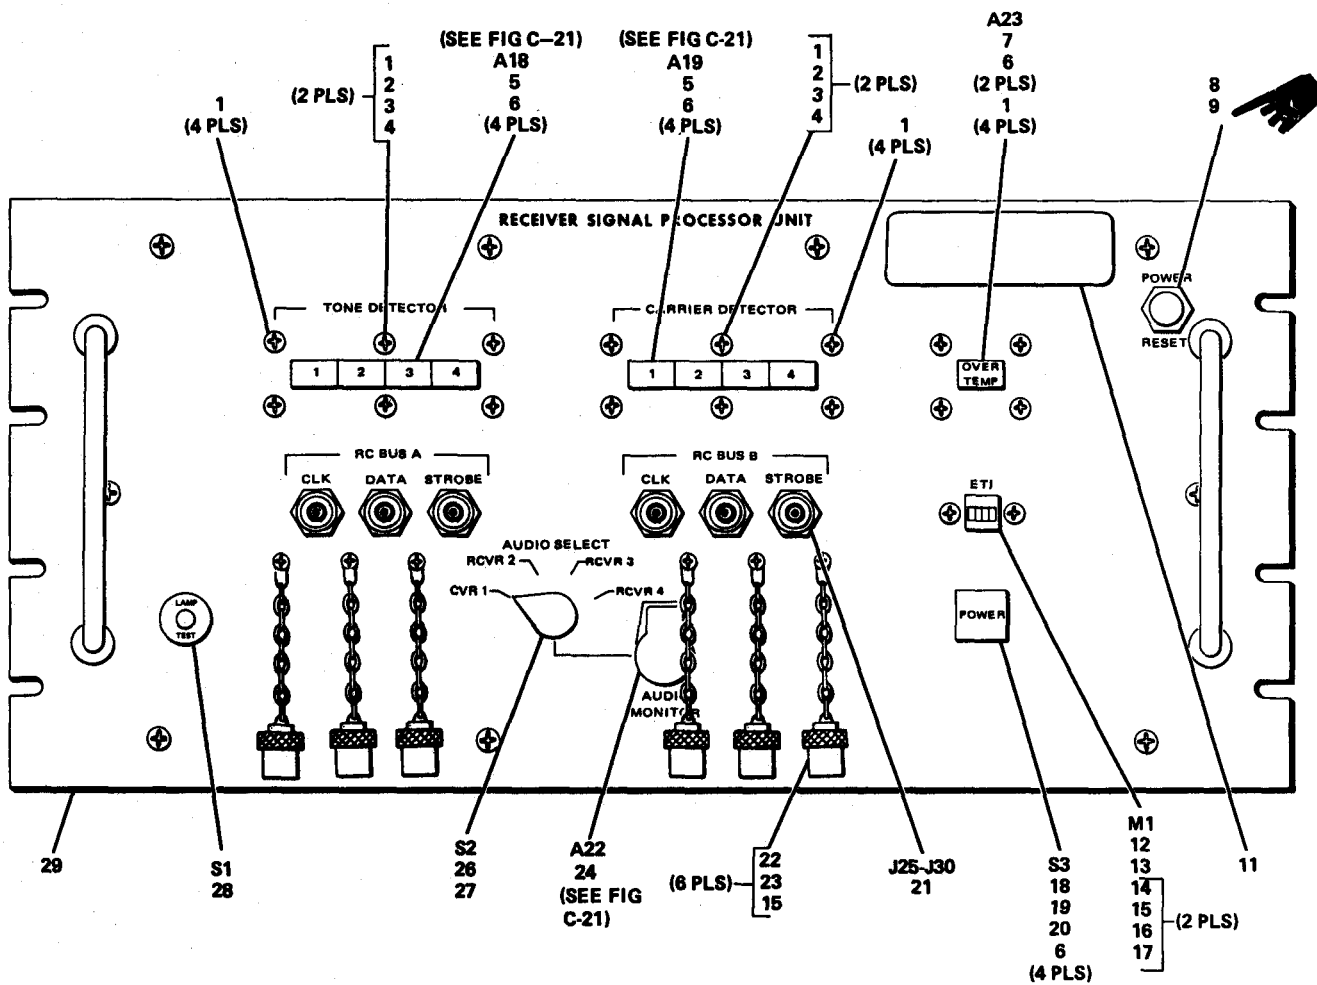 A23
7
6
(2 PLS)
1
(4 PLS)
(SEE FIG C-21)
A18
5
6
(4 PLS)
(SEE FIG C-21)
A19
5
6
(4 PLS)
1
2
3
4
(2 PLS)
1
2
3
4
(2 PLS)
1
(4 PLS)
1
(4 PLS)
8
9
RECEIVER SIGNAL PROCESSOR UNIT
TONE DETECTOR
CARRIER DETECTOR
POWER
RESET
1 2 3 4
1 2 3 4
OVER
TEMP
RC BUS A
CLK DATA STROBE
RC BUS B
CLK DATA STROBE
ETI
AUDIO SELECT
RCVR 2
RCVR 3
CVR 1
RCVR 4
LAMP
TEST
POWER
AUDI
MONITOR
29
S1
28
S2
26
27
A22
24
(SEE FIG
C-21)
(6 PLS)
22
23
15
J25-J30
21
S3
18
19
20
6
(4 PLS)
M1
12
13
14
15
16
17
(2 PLS)
11